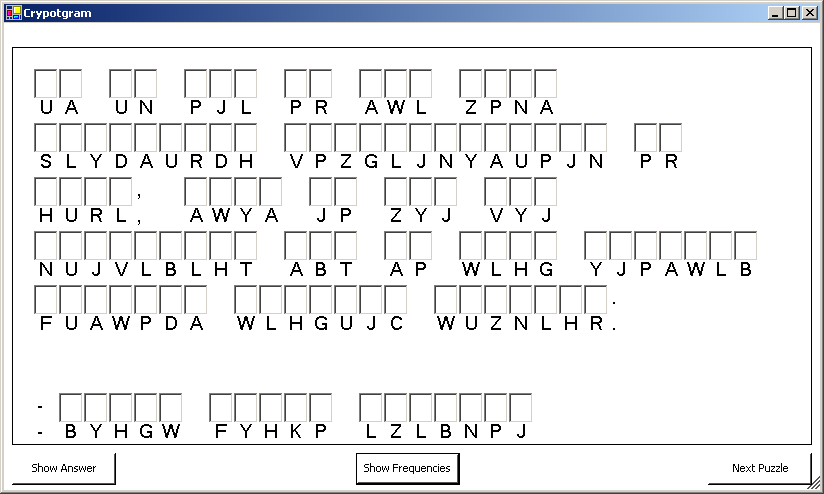 Crypotgram
UA UN PJL PR AWL ZPNA
SLYDAURDH VPZGLJNYAUPJN PR
,
HURL, AWYA JP ZYJ VYJ
NUJVLBLHT ABT AP WLHG YJPAWLB
.
FUAWPDA WLHGUJC WUZNLHR.
-
- BYHGW FYHKP LZLBNPJ
Show Answer Show Frequencies Next Puzzle